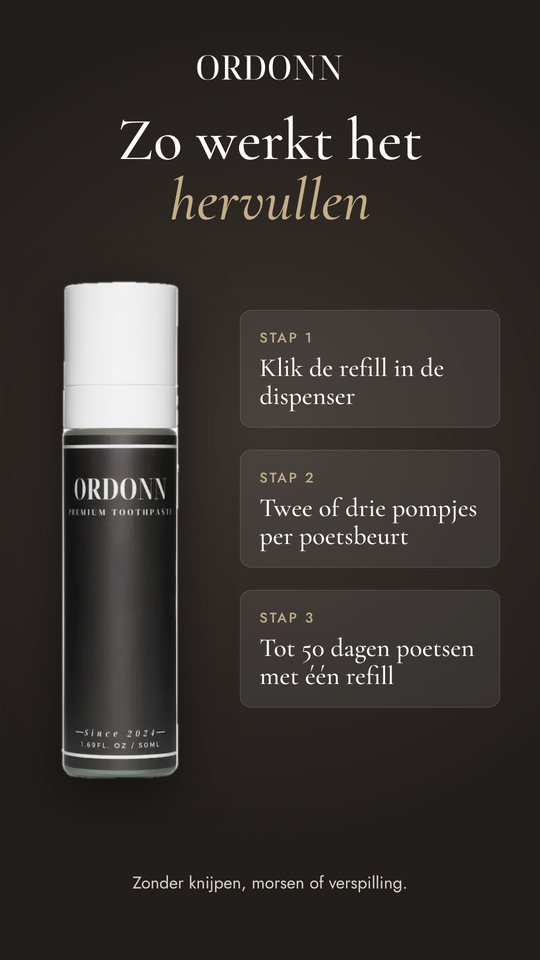 ORDONN
Zo werkt het
hervullen
ORDONN
PREMIUM TOOTHPASTE
Since 2024
1.69FL. OZ / 50ML
STAP 1
Klik de refill in de
dispenser
STAP 2
Twee of drie pompjes
per poetsbeurt
STAP 3
Tot 50 dagen poetsen
met één refill
Zonder knijpen, morsen of verspilling.